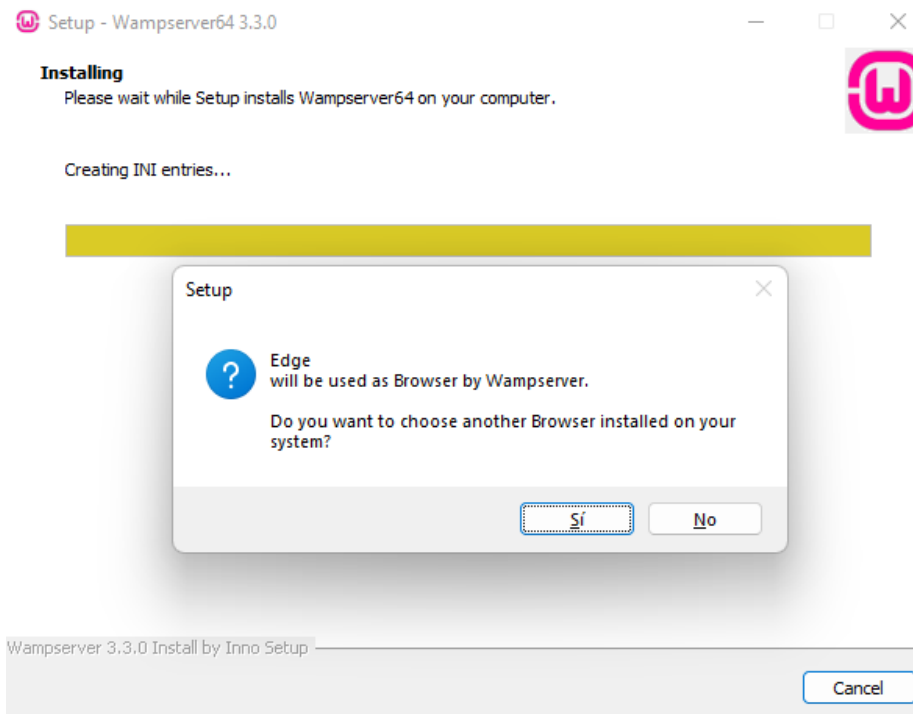 Setup - Wampserver64 3.3.0
Installing
Please wait while Setup installs Wampserver64 on your computer.
Creating INI entries...
Setup
Edge
will be used as Browser by Wampserver.
Do you want to choose another Browser installed on your
system?
Sí
No
Wampserver 3.3.0 Install by Inno Setup
Cancel